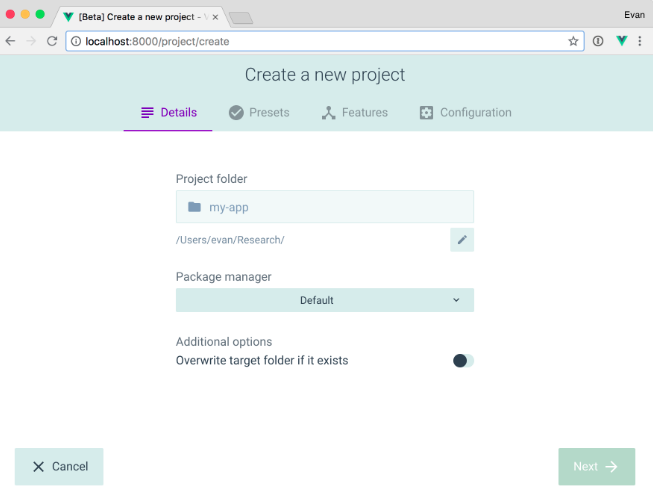 [Beta] Create a new project - V
Evan
localhost:8000/project/create
Create a new project
Details
Presets
Features
Configuration
Project folder
my-app
/Users/evan/Research/
Package manager
Default
Additional options
Overwrite target folder if it exists
Cancel
Next